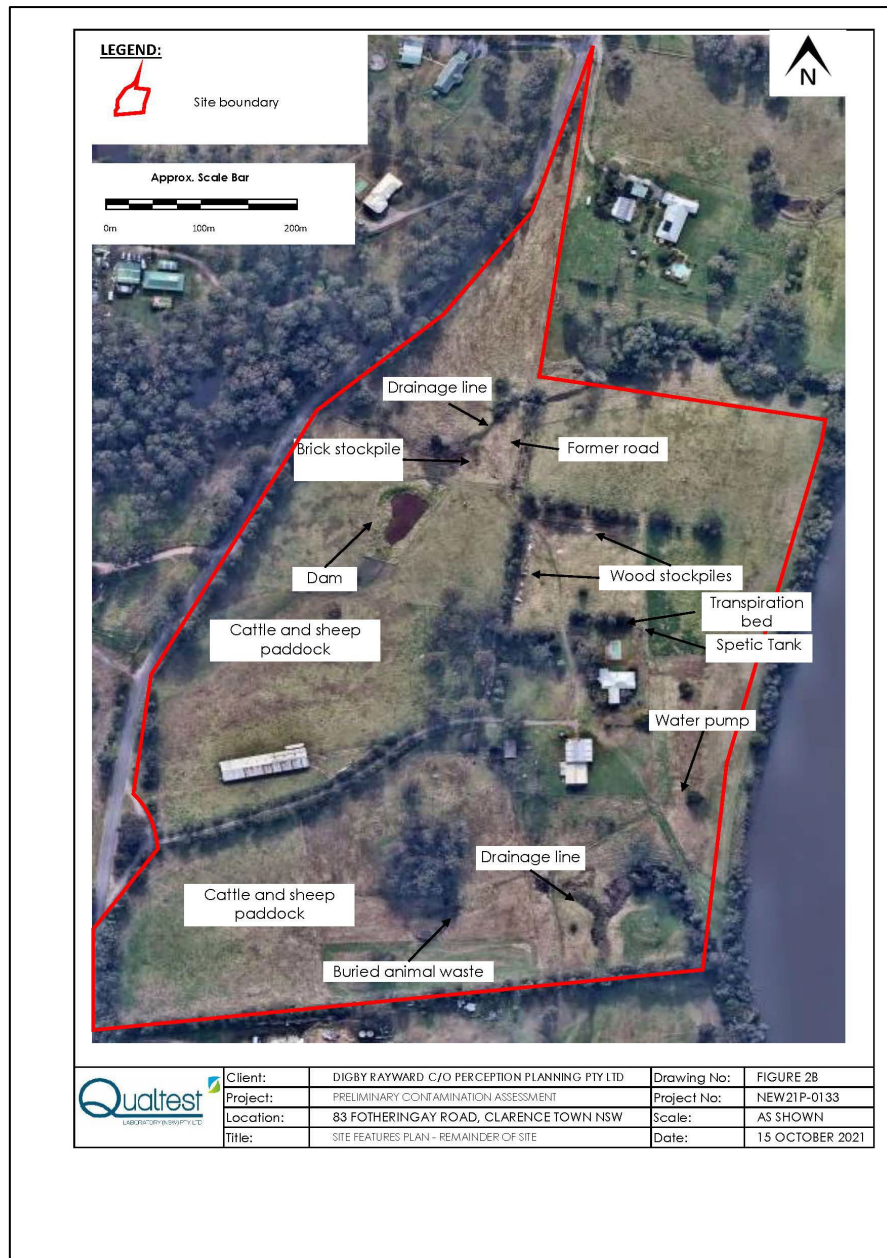 LEGEND:
Site boundary
N
Approx. Scale Bar
0m 100m 200m
Drainage line
Brick stockpile
Former road
Dam
Wood stockpiles
Cattle and sheep
paddock
Transpiration
bed
Spetic Tank
Water pump
Drainage line
Cattle and sheep
paddock
Buried animal waste
Qualtest
LABORATORY (NSW) PTY LTD
Client: DIGBY RAYWARD C/O PERCEPTION PLANNING PTY LTD Drawing No: FIGURE 2B
Project: PRELIMINARY CONTAMINATION ASSESSMENT Project No: NEW21P-0133
Location: 83 FOTHERINGAY ROAD, CLARENCE TOWN NSW Scale: AS SHOWN
Title: SITE FEATURES PLAN - REMAINDER OF SITE Date: 15 OCTOBER 2021